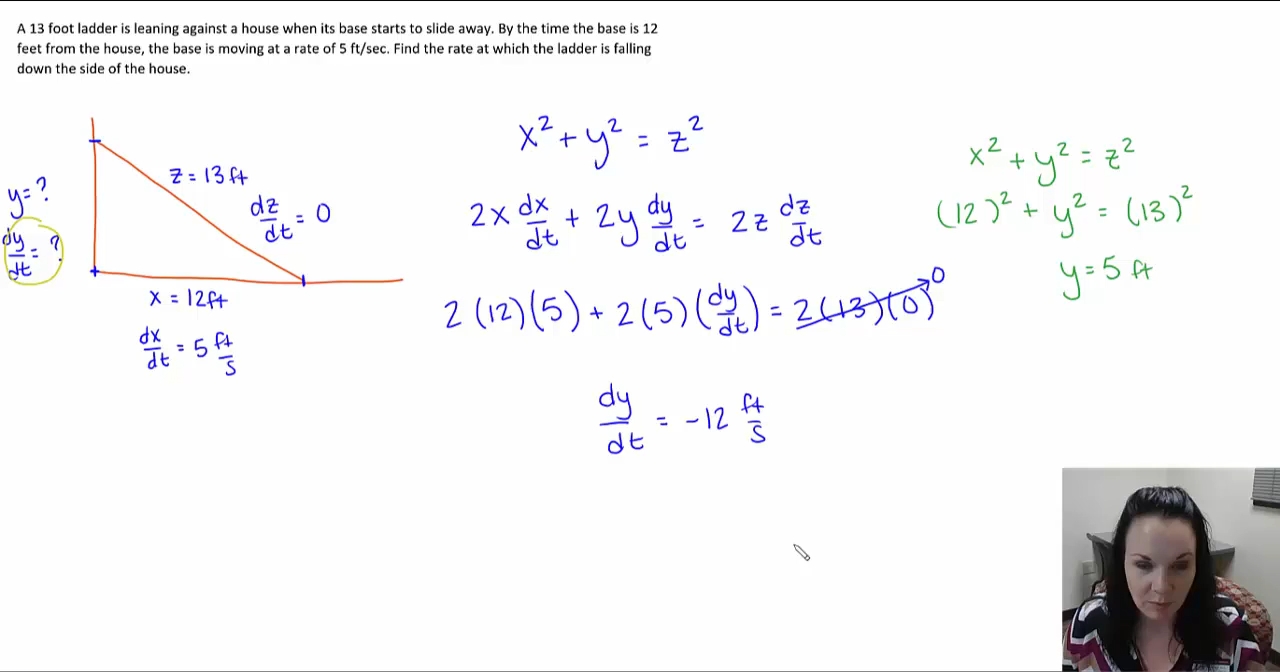 A 13 foot ladder is leaning against a house when its base starts to slide away. By the time the base is 12
feet from the house, the base is moving at a rate of 5 ft/sec. Find the rate at which the ladder is falling
down the side of the house.
y = ?
dy/dt = ?
z = 13 ft
dz/dt = 0
x = 12 ft
dx/dt = 5 ft/s
x² + y² = z²
2x dx/dt + 2y dy/dt = 2z dz/dt
2(12)(5) + 2(5)(dy/dt) = 2(13)(0) 0
dy/dt = -12 ft/s
x² + y² = z²
(12)² + y² = (13)²
y = 5 ft